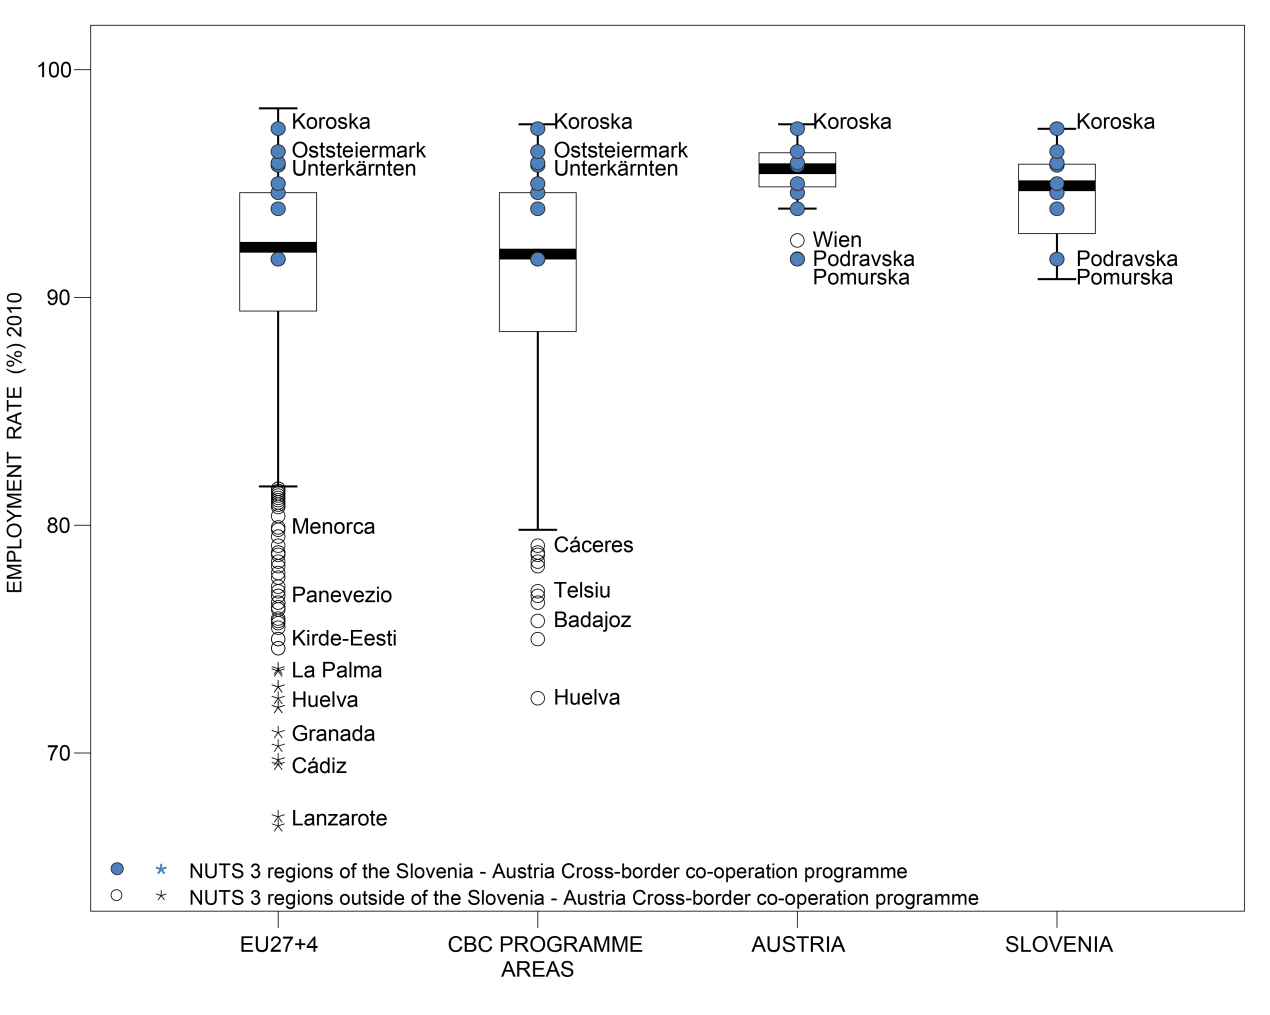 EMPLOYMENT RATE (%) 2010
100
90
80
70
Koroska
Oststeiermark
Unterkärnten
Menorca
Panevezio
Kirde-Eesti
La Palma
Huelva
Granada
Cádiz
Lanzarote
Koroska
Oststeiermark
Unterkärnten
Cáceres
Telsiu
Badajoz
Huelva
Koroska
Wien
Podravska
Pomurska
Koroska
Podravska
Pomurska
NUTS 3 regions of the Slovenia - Austria Cross-border co-operation programme
NUTS 3 regions outside of the Slovenia - Austria Cross-border co-operation programme
EU27+4
CBC PROGRAMME
AREAS
AUSTRIA
SLOVENIA